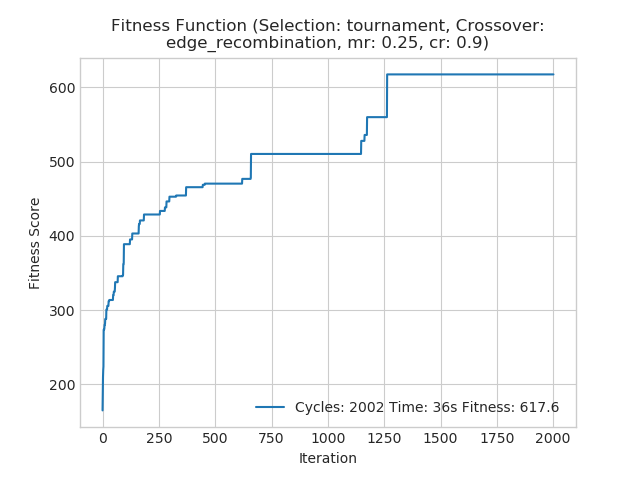 Fitness Function (Selection: tournament, Crossover:
edge_recombination, mr: 0.25, cr: 0.9)
600
500
400
300
200
Fitness Score
Cycles: 2002 Time: 36s Fitness: 617.6
0 250 500 750 1000 1250 1500 1750 2000
Iteration